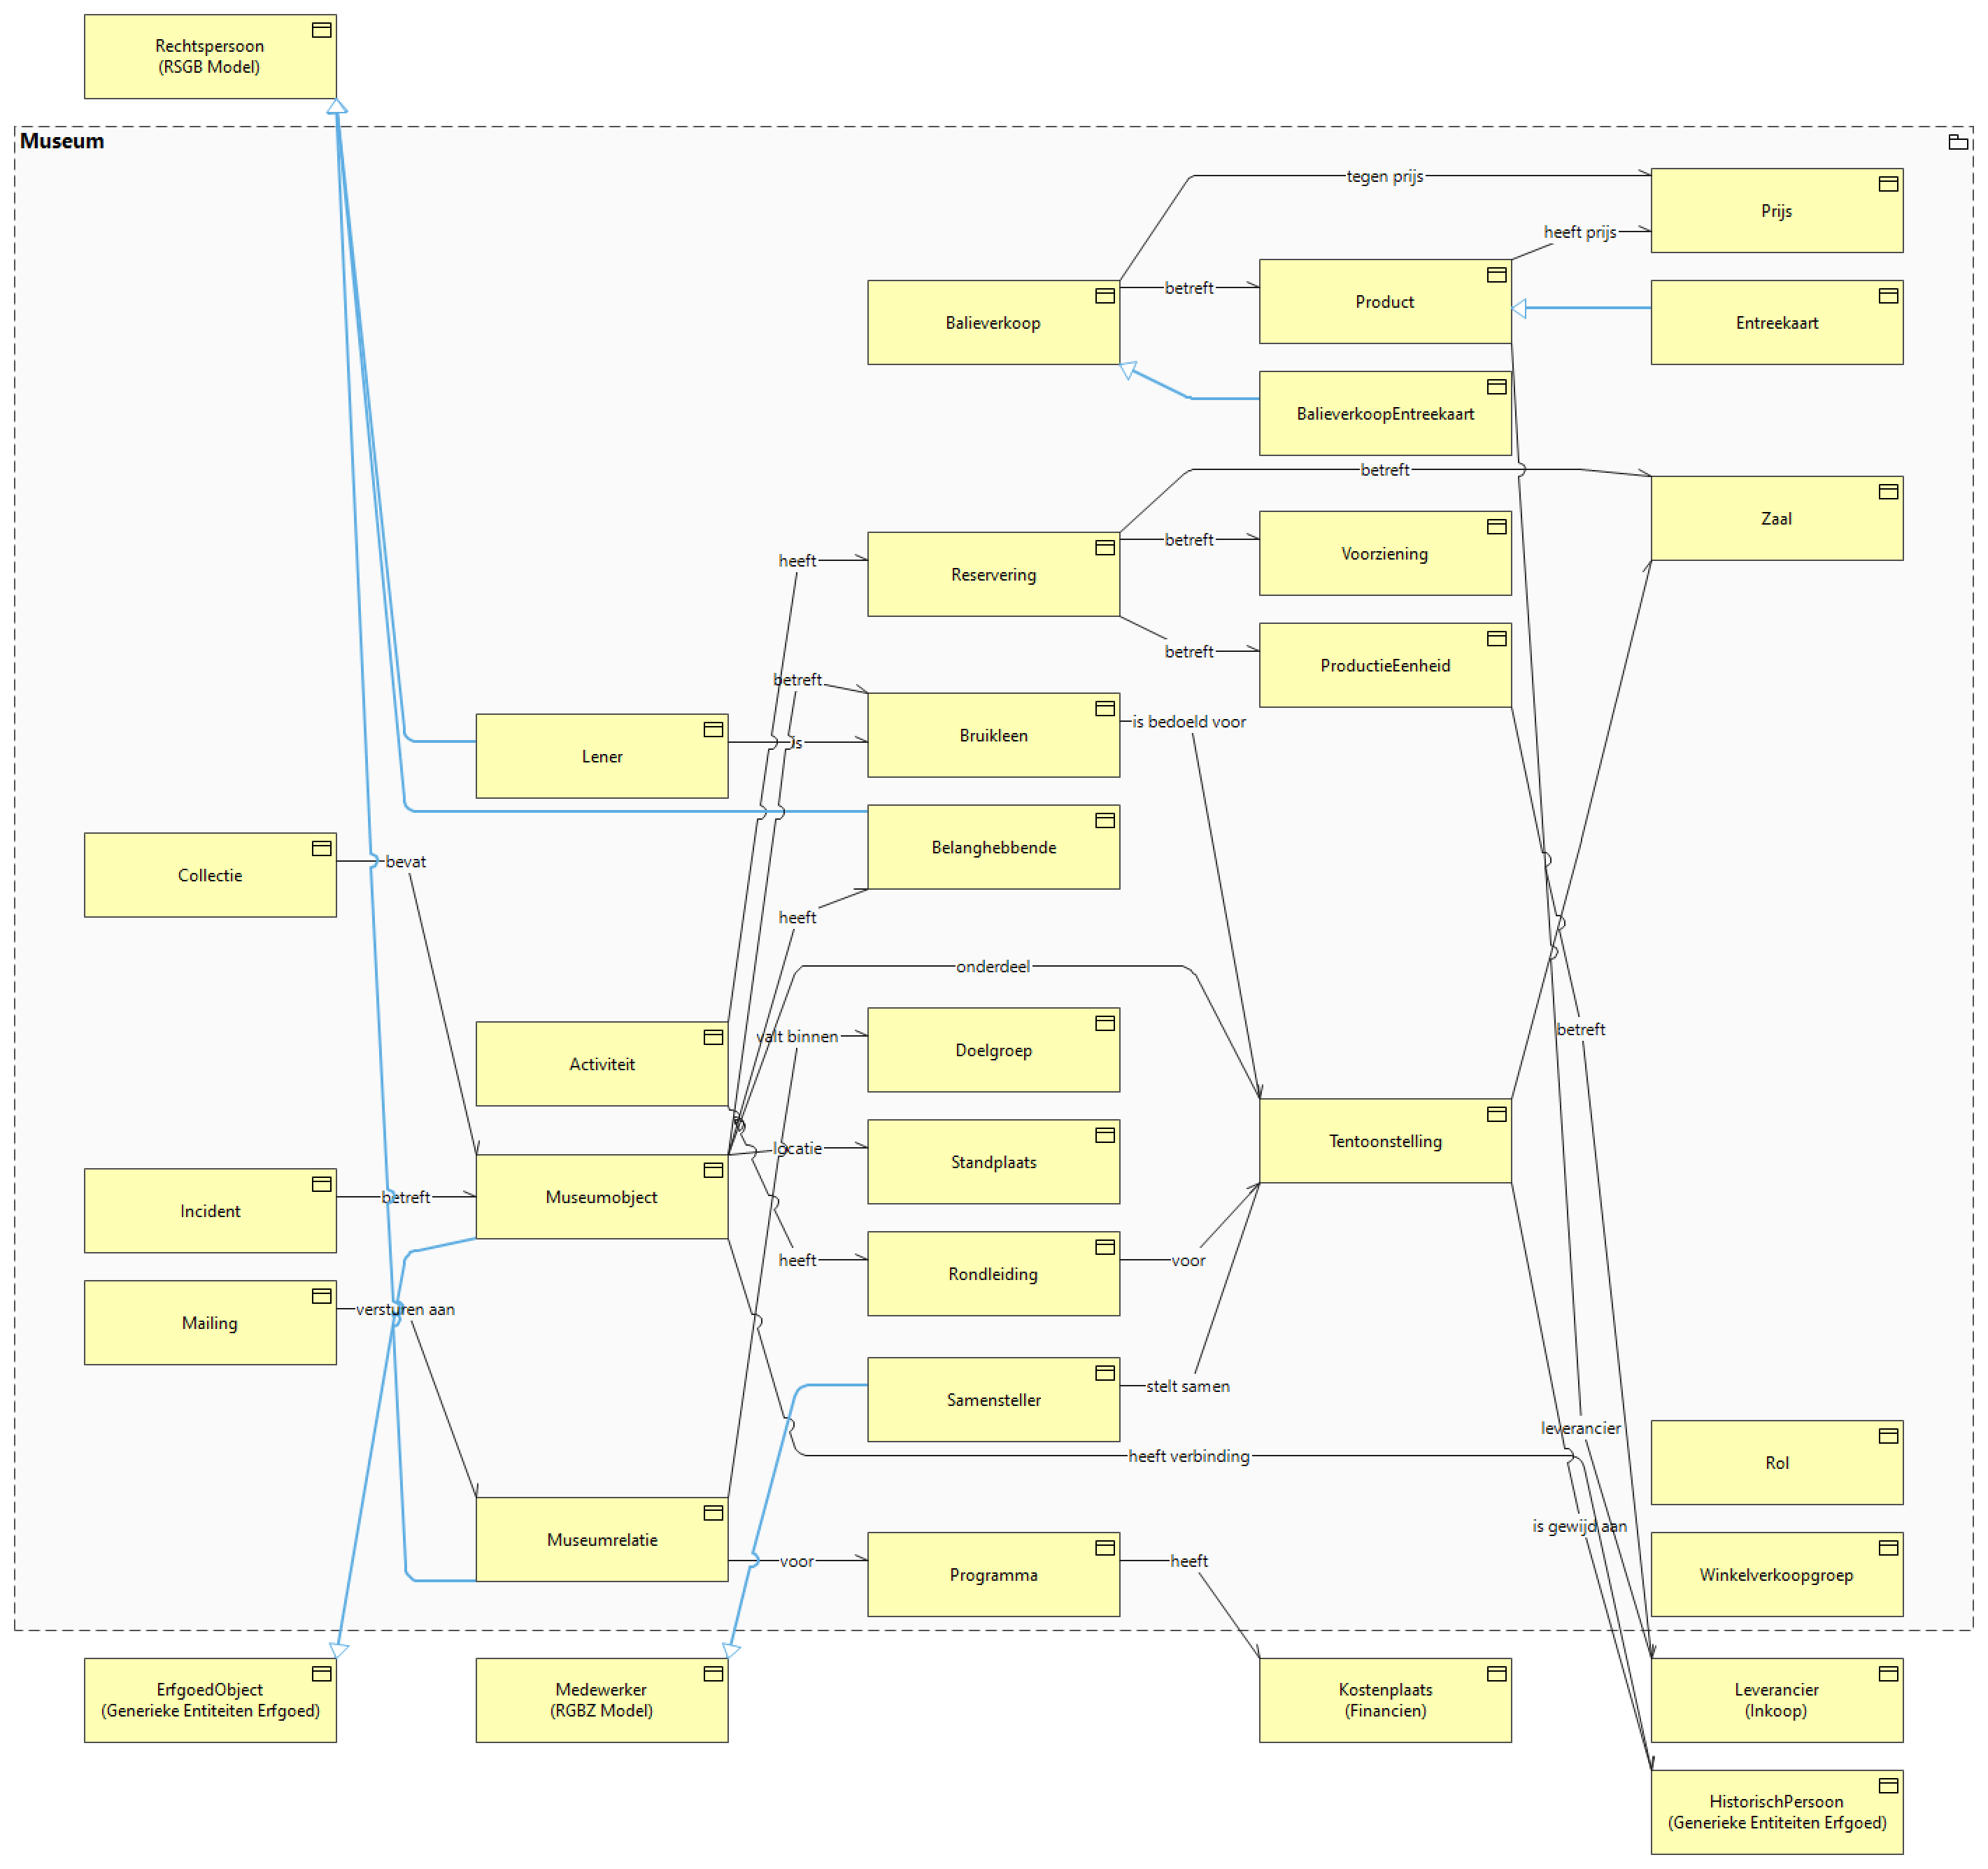 Rechtspersoon
(RSGB Model)
Museum
tegen prijs
Prijs
heeft prijs
betreft
Product
Balieverkoop
Entreekaart
BalieverkoopEntreekaart
betreft
Zaal
betreft
Voorziening
heeft
Reservering
betreft
ProductieEenheid
betreft
is bedoeld voor
Bruikleen
is
Lener
Belanghebbende
bevat
Collectie
heeft
onderdeel
betreft
valt binnen
Doelgroep
Activiteit
Tentoonstelling
locatie
Standplaats
betreft
Museumobject
Incident
heeft
voor
Rondleiding
versturen aan
Mailing
stelt samen
Samensteller
leverancier
heeft verbinding
Rol
is gewijd aan
Museumrelatie
voor
heeft
Programma
Winkelverkoopgroep
ErfgoedObject
(Generieke Entiteiten Erfgoed)
Medewerker
(RGBZ Model)
Kostenplaats
(Financien)
Leverancier
(Inkoop)
HistorischPersoon
(Generieke Entiteiten Erfgoed)